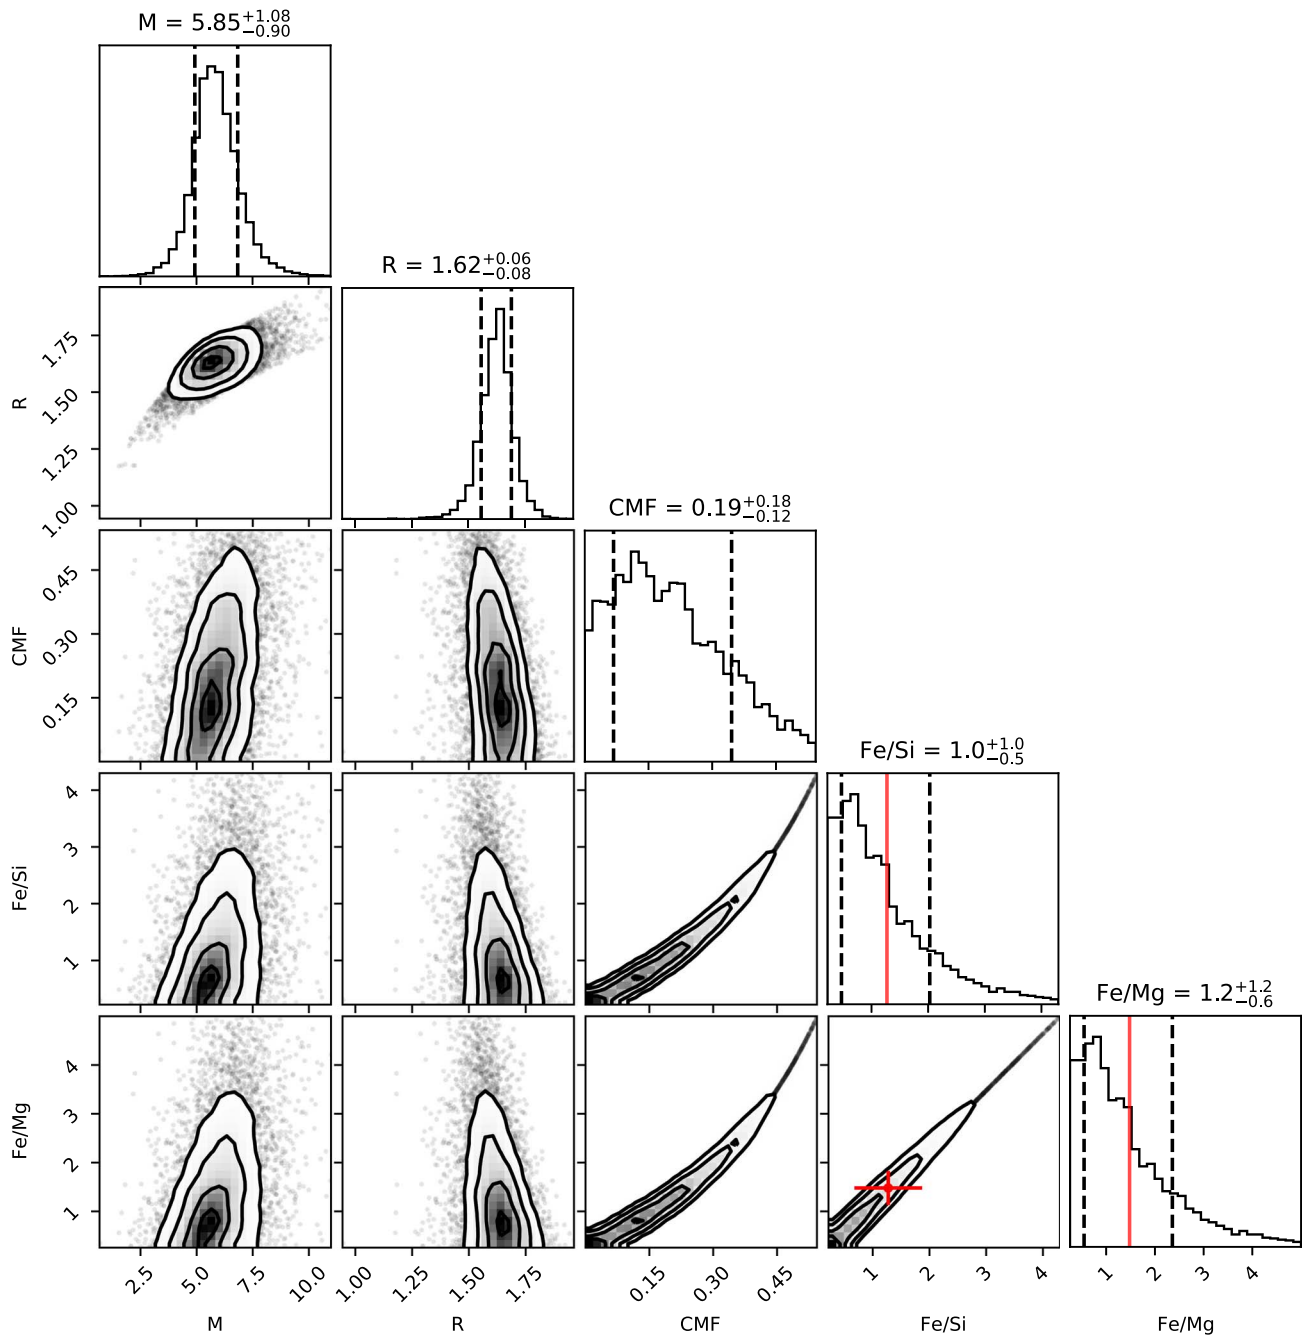 M = 5.85+1.08 −0.90
R = 1.62+0.06 −0.08
1.75
1.50
R
1.25
1.00
CMF = 0.19+0.18 −0.12
0.45
0.30
CMF
0.15
Fe/Si = 1.0+1.0 −0.5
4
3
Fe/Si
2
1
Fe/Mg = 1.2+1.2 −0.6
4
3
Fe/Mg
2
1
2.5 5.0 7.5 10.0 1.00 1.25 1.50 1.75 0.15 0.30 0.45 1 2 3 4 1 2 3 4
M R CMF Fe/Si Fe/Mg